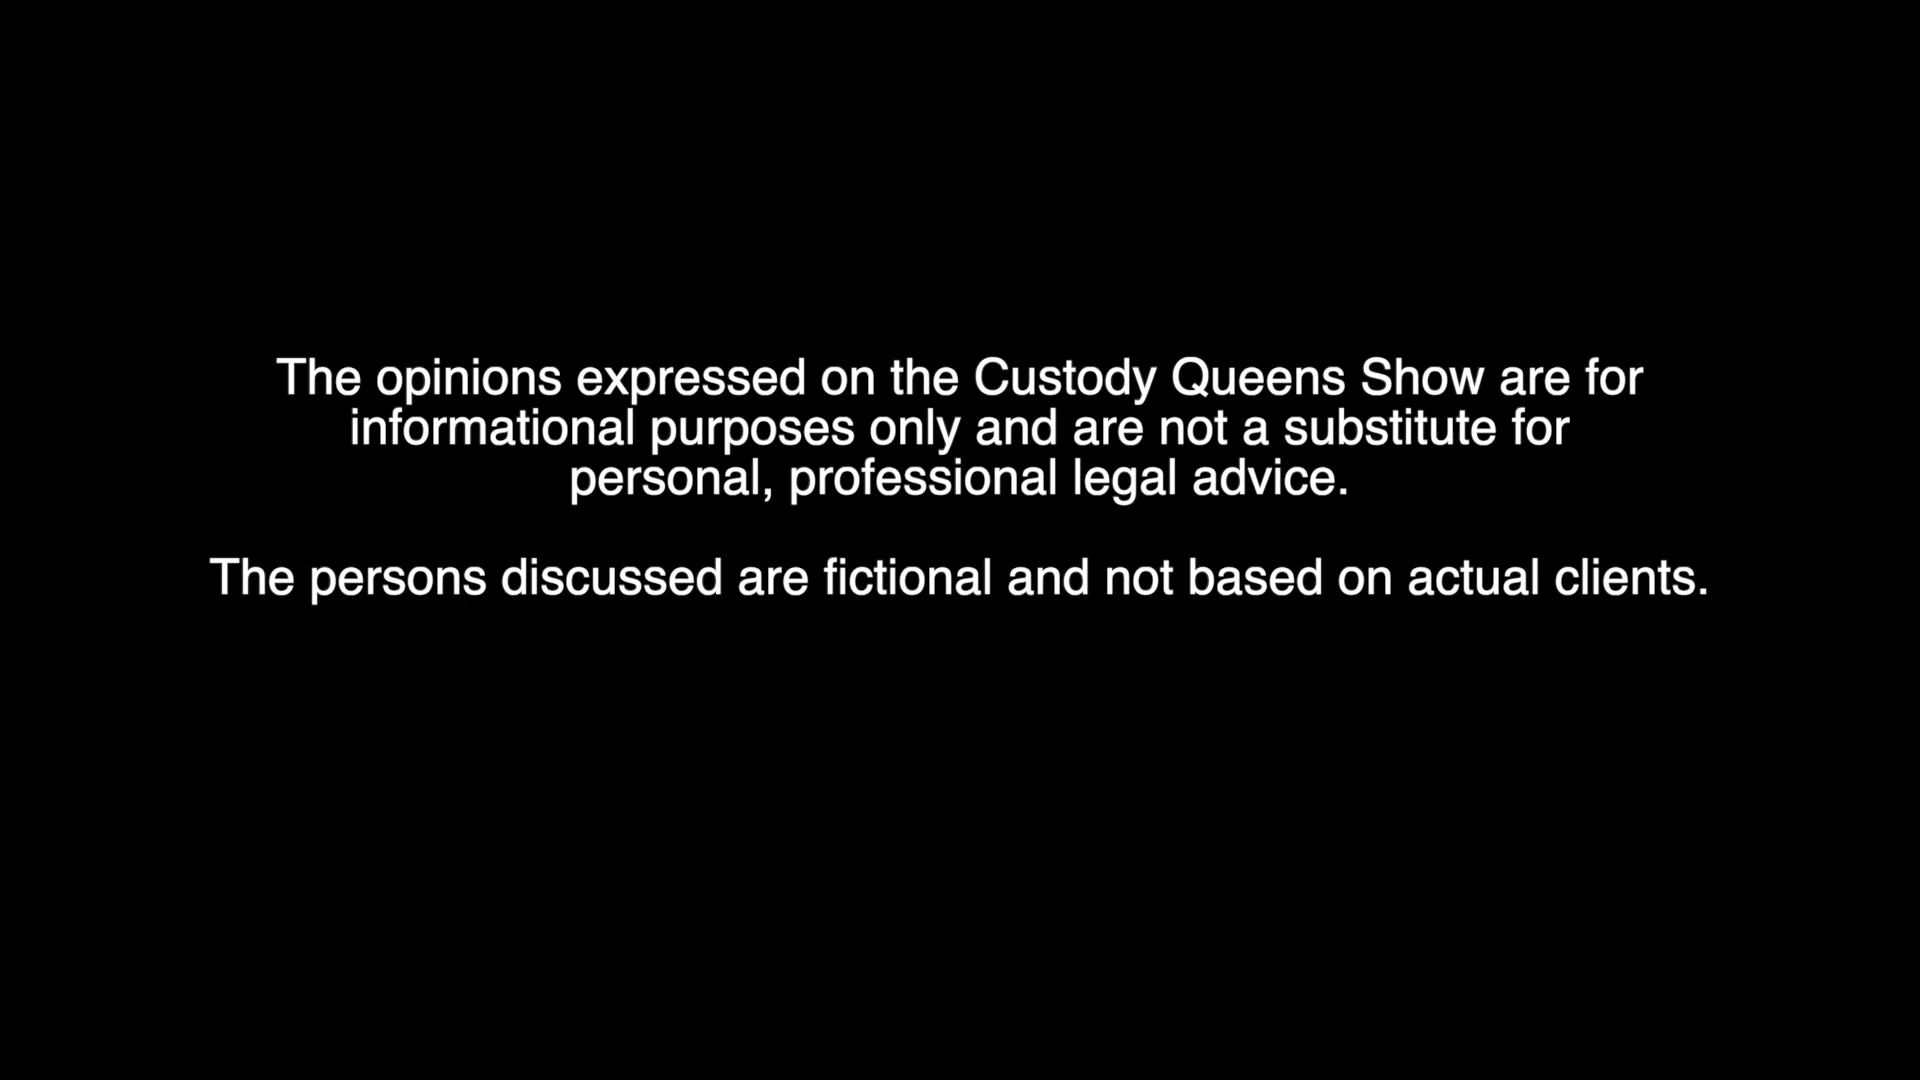 The opinions expressed on the Custody Queens Show are for
informational purposes only and are not a substitute for
personal, professional legal advice.
The persons discussed are fictional and not based on actual clients.